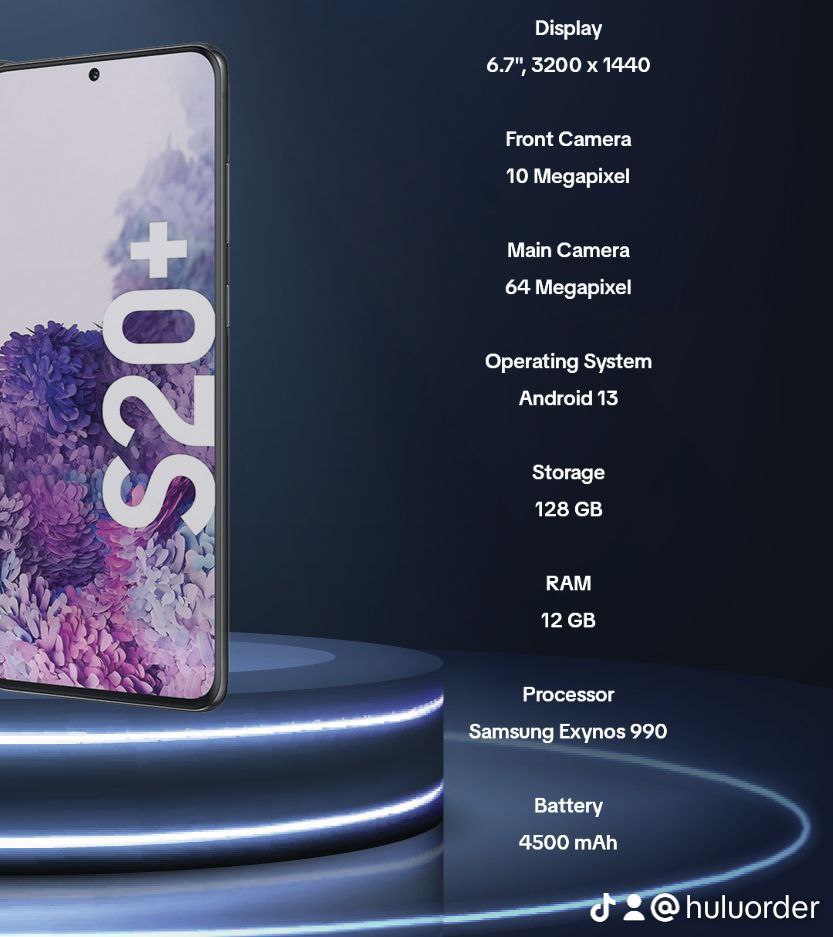 S20+
Display
6.7", 3200 x 1440
Front Camera
10 Megapixel
Main Camera
64 Megapixel
Operating System
Android 13
Storage
128 GB
RAM
12 GB
Processor
Samsung Exynos 990
Battery
4500 mAh
@huluorder